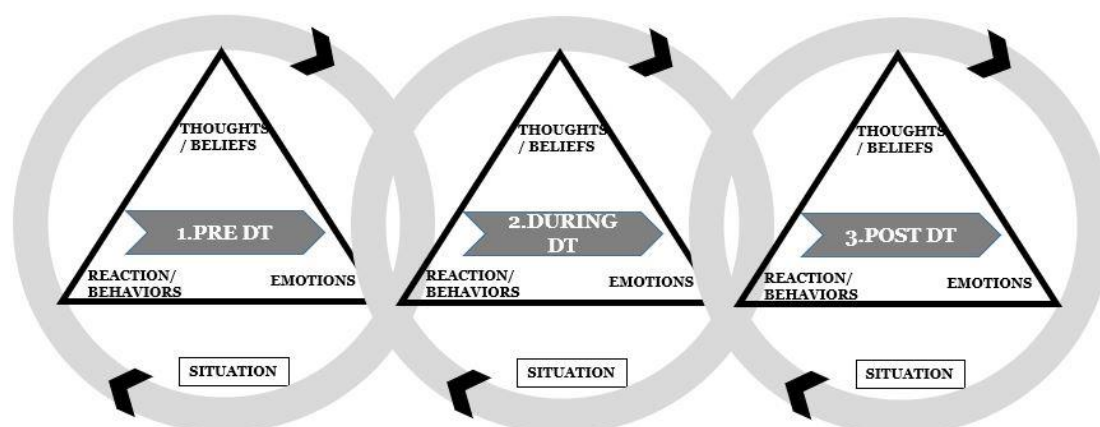 THOUGHTS
/ BELIEFS
1.PRE DT
REACTION/
BEHAVIORS
EMOTIONS
SITUATION
THOUGHTS
/ BELIEFS
2.DURING
DT
REACTION/
BEHAVIORS
EMOTIONS
SITUATION
THOUGHTS
/ BELIEFS
3.POST DT
REACTION/
BEHAVIORS
EMOTIONS
SITUATION